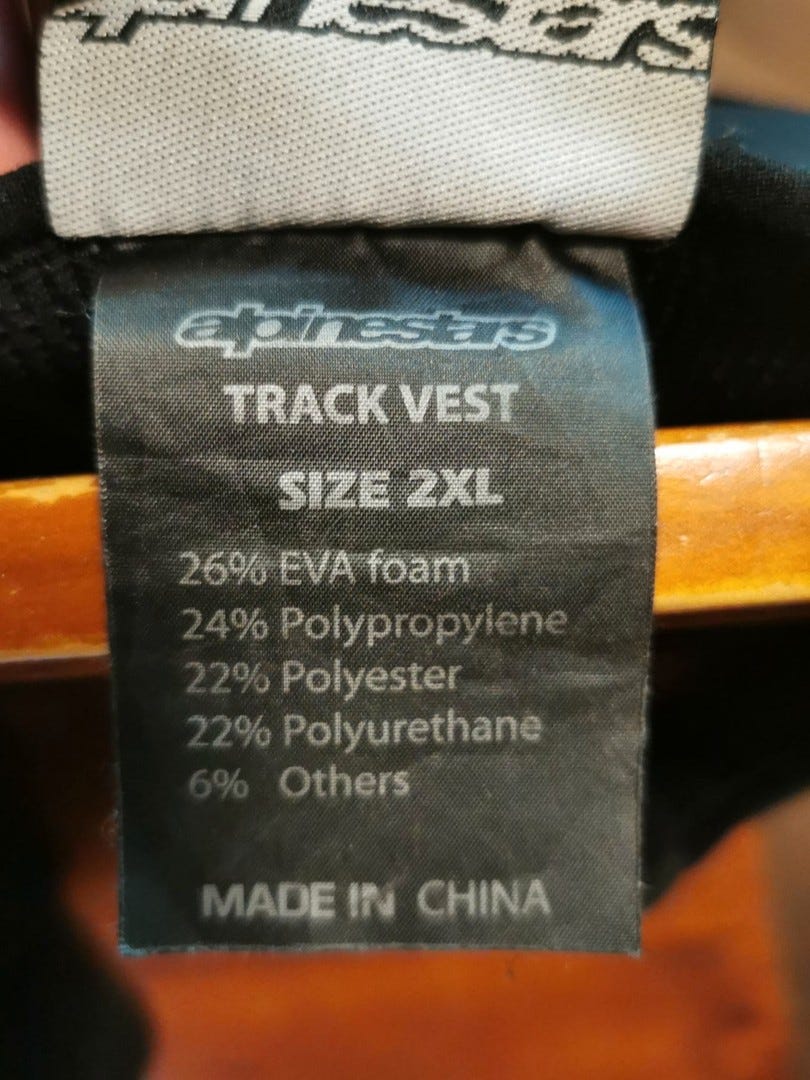 alpinestars
alpinestars
TRACK VEST
SIZE 2XL
26% EVA foam
24% Polypropylene
22% Polyester
22% Polyurethane
6% Others
MADE IN CHINA